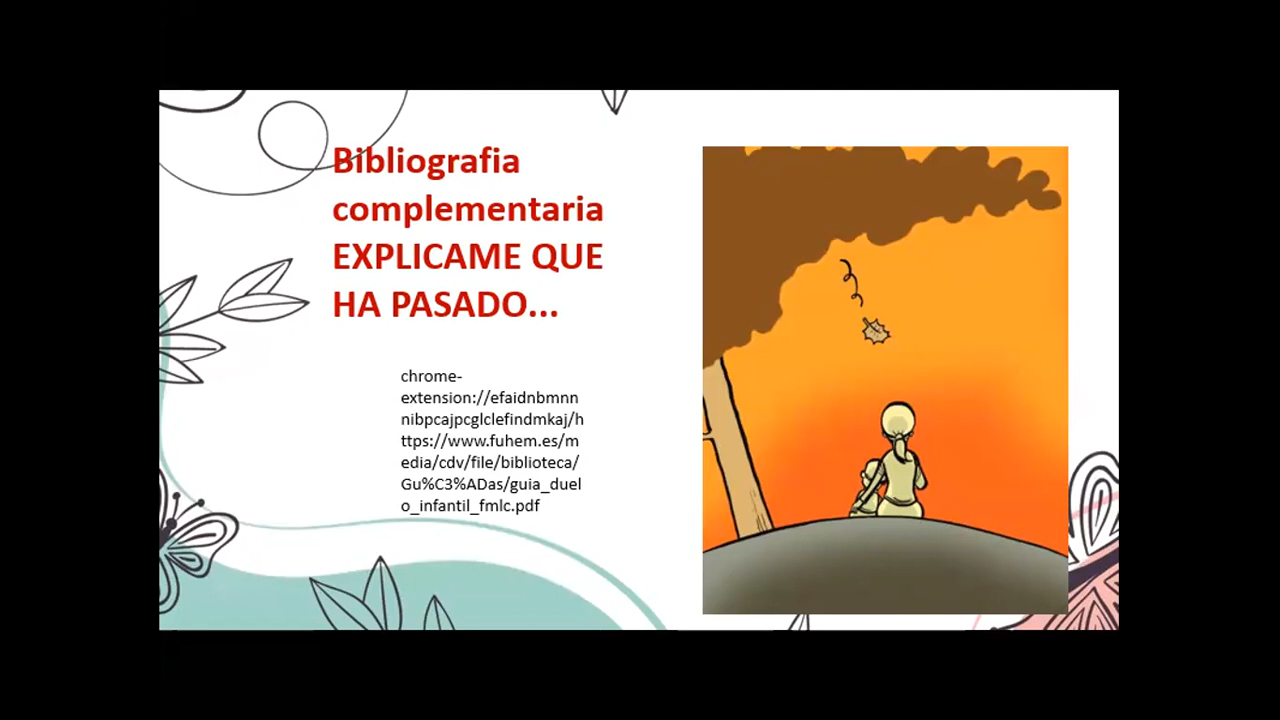 Bibliografia
complementaria
EXPLICAME QUE
HA PASADO...
chrome-
extension://efaidnbmnn
nibpcajpcglclefindmkaj/h
ttps://www.fuhem.es/m
edia/cdv/file/biblioteca/
Gu%C3%ADas/guia_duel
o_infantil_fmlc.pdf